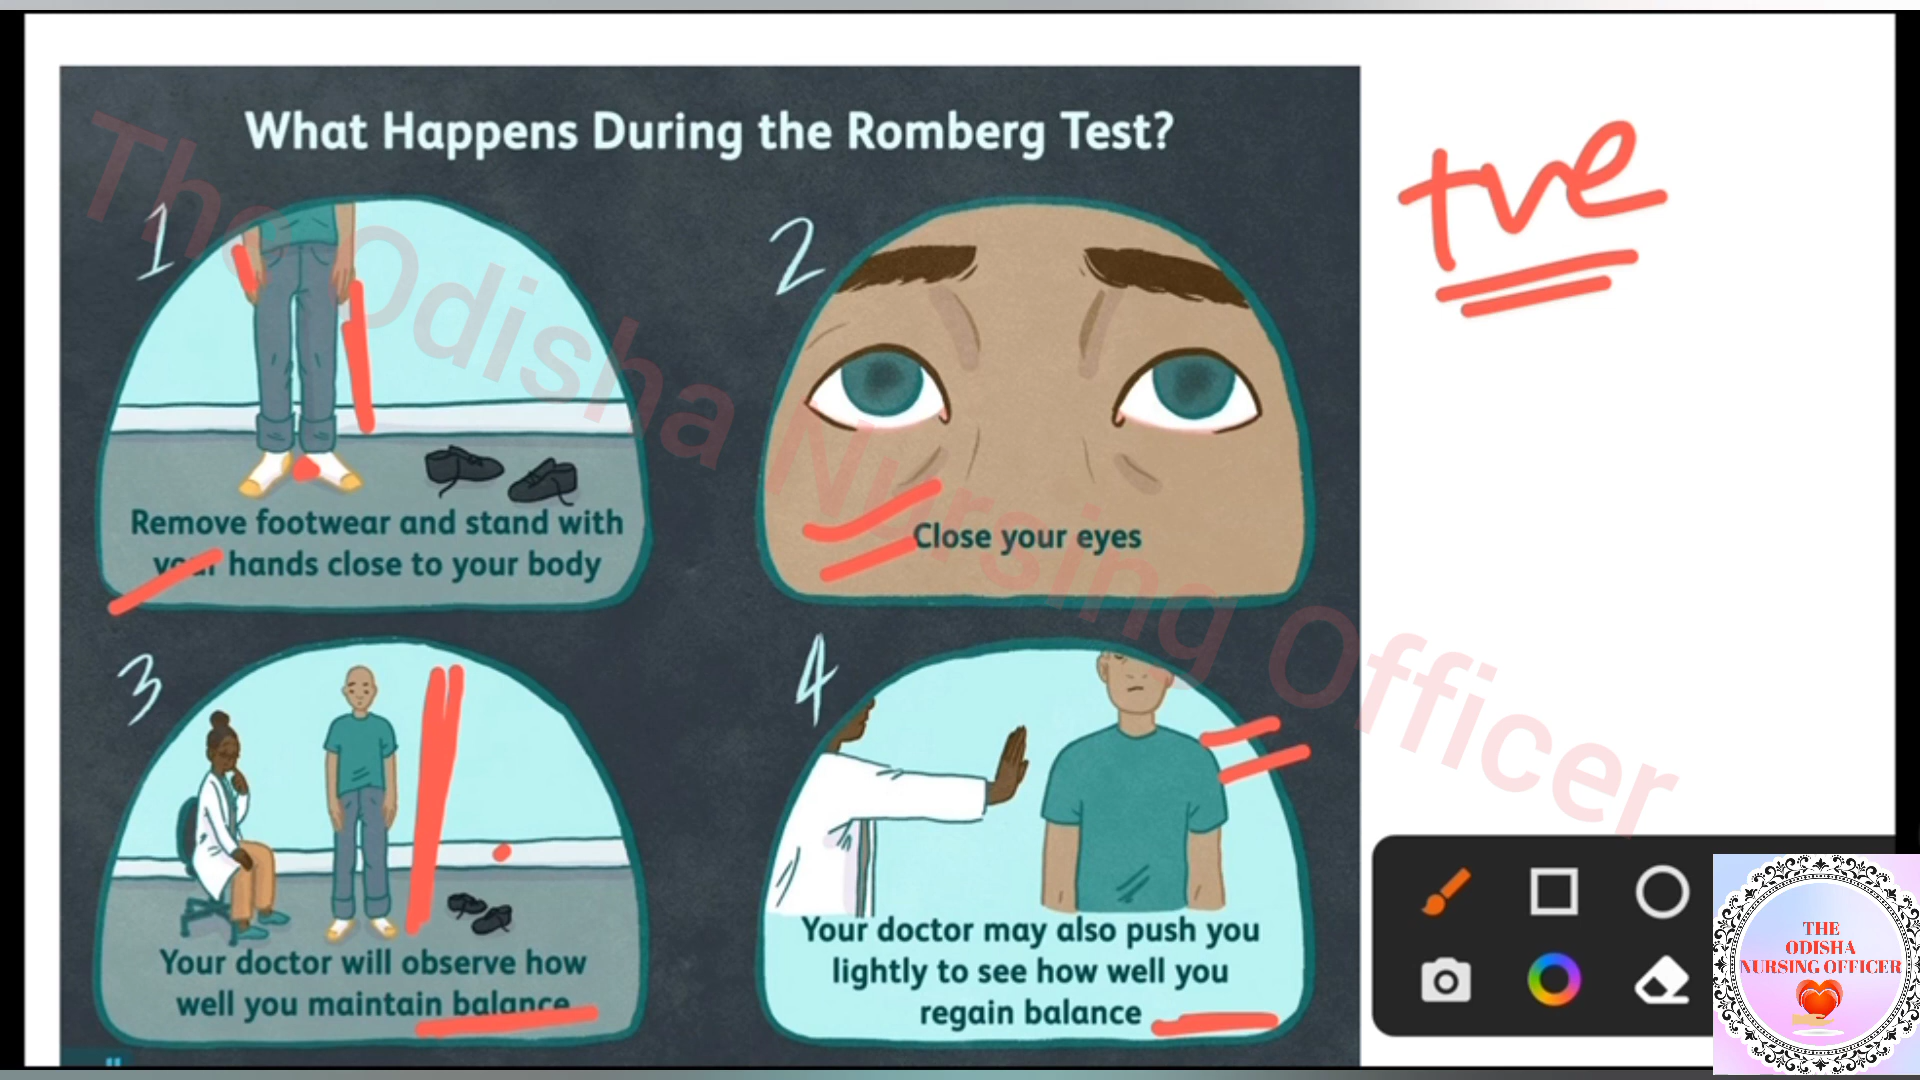 What Happens During the Romberg Test?
1
Remove footwear and stand with
your hands close to your body
2
Close your eyes
3
Your doctor will observe how
well you maintain balance
4
Your doctor may also push you
lightly to see how well you
regain balance
+ve
The Odisha Nursing Officer
THE
ODISHA
NURSING OFFICER